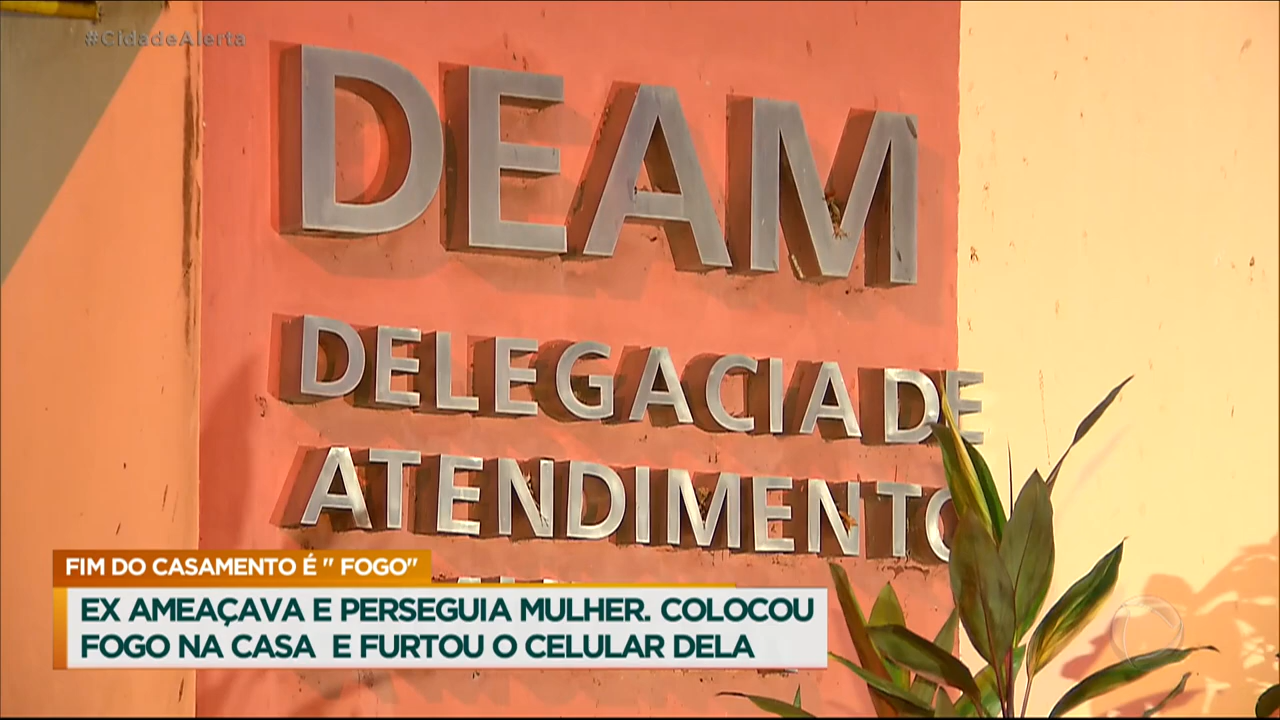 #CidadeAlerta
DEAM
DELEGACIA DE
ATENDIMENTO
FIM DO CASAMENTO É " FOGO"
EX AMEAÇAVA E PERSEGUIA MULHER. COLOCOU
FOGO NA CASA E FURTOU O CELULAR DELA